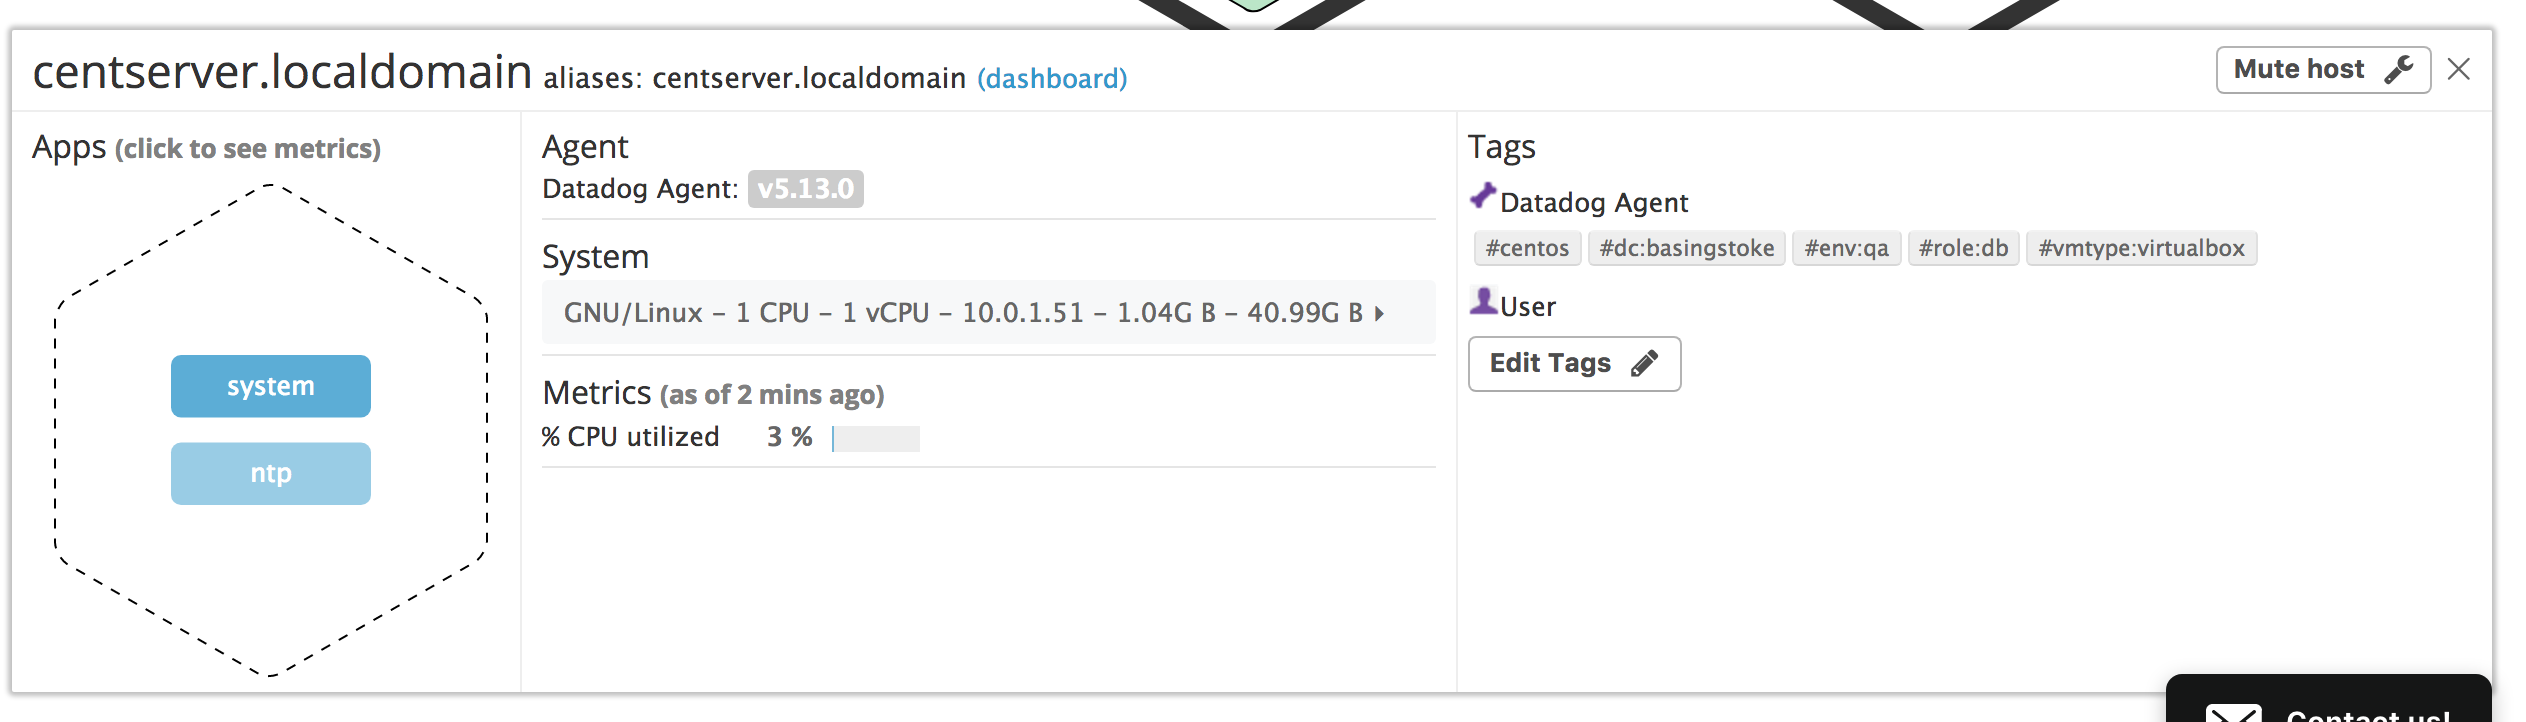 centserver.localdomain aliases: centserver.localdomain (dashboard)
Mute host
Apps (click to see metrics)
system
ntp
Agent
Datadog Agent: v5.13.0
System
GNU/Linux – 1 CPU – 1 vCPU – 10.0.1.51 – 1.04G B – 40.99G B
Metrics (as of 2 mins ago)
% CPU utilized 3 %
Tags
Datadog Agent
#centos #dc:basingstoke #env:qa #role:db #vmtype:virtualbox
User
Edit Tags
Contact us!